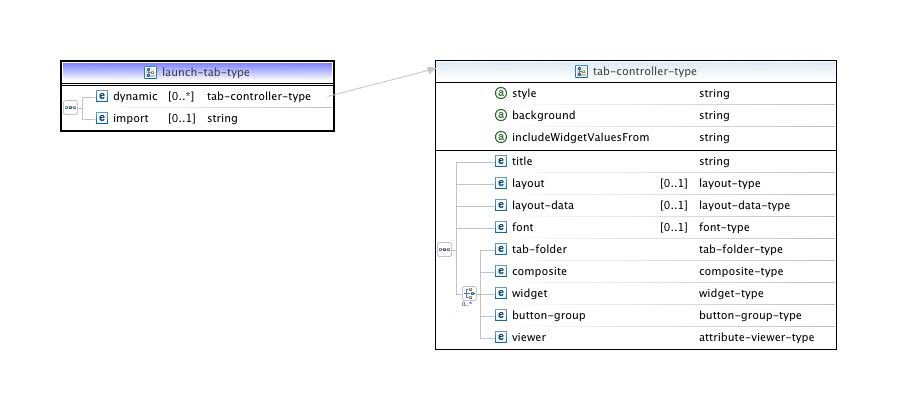 launch-tab-type
dynamic [0..*] tab-controller-type
import [0..1] string
tab-controller-type
style string
background string
includeWidgetValuesFrom string
title string
layout [0..1] layout-type
layout-data [0..1] layout-data-type
font [0..1] font-type
tab-folder tab-folder-type
composite composite-type
widget widget-type
0..*
button-group button-group-type
viewer attribute-viewer-type